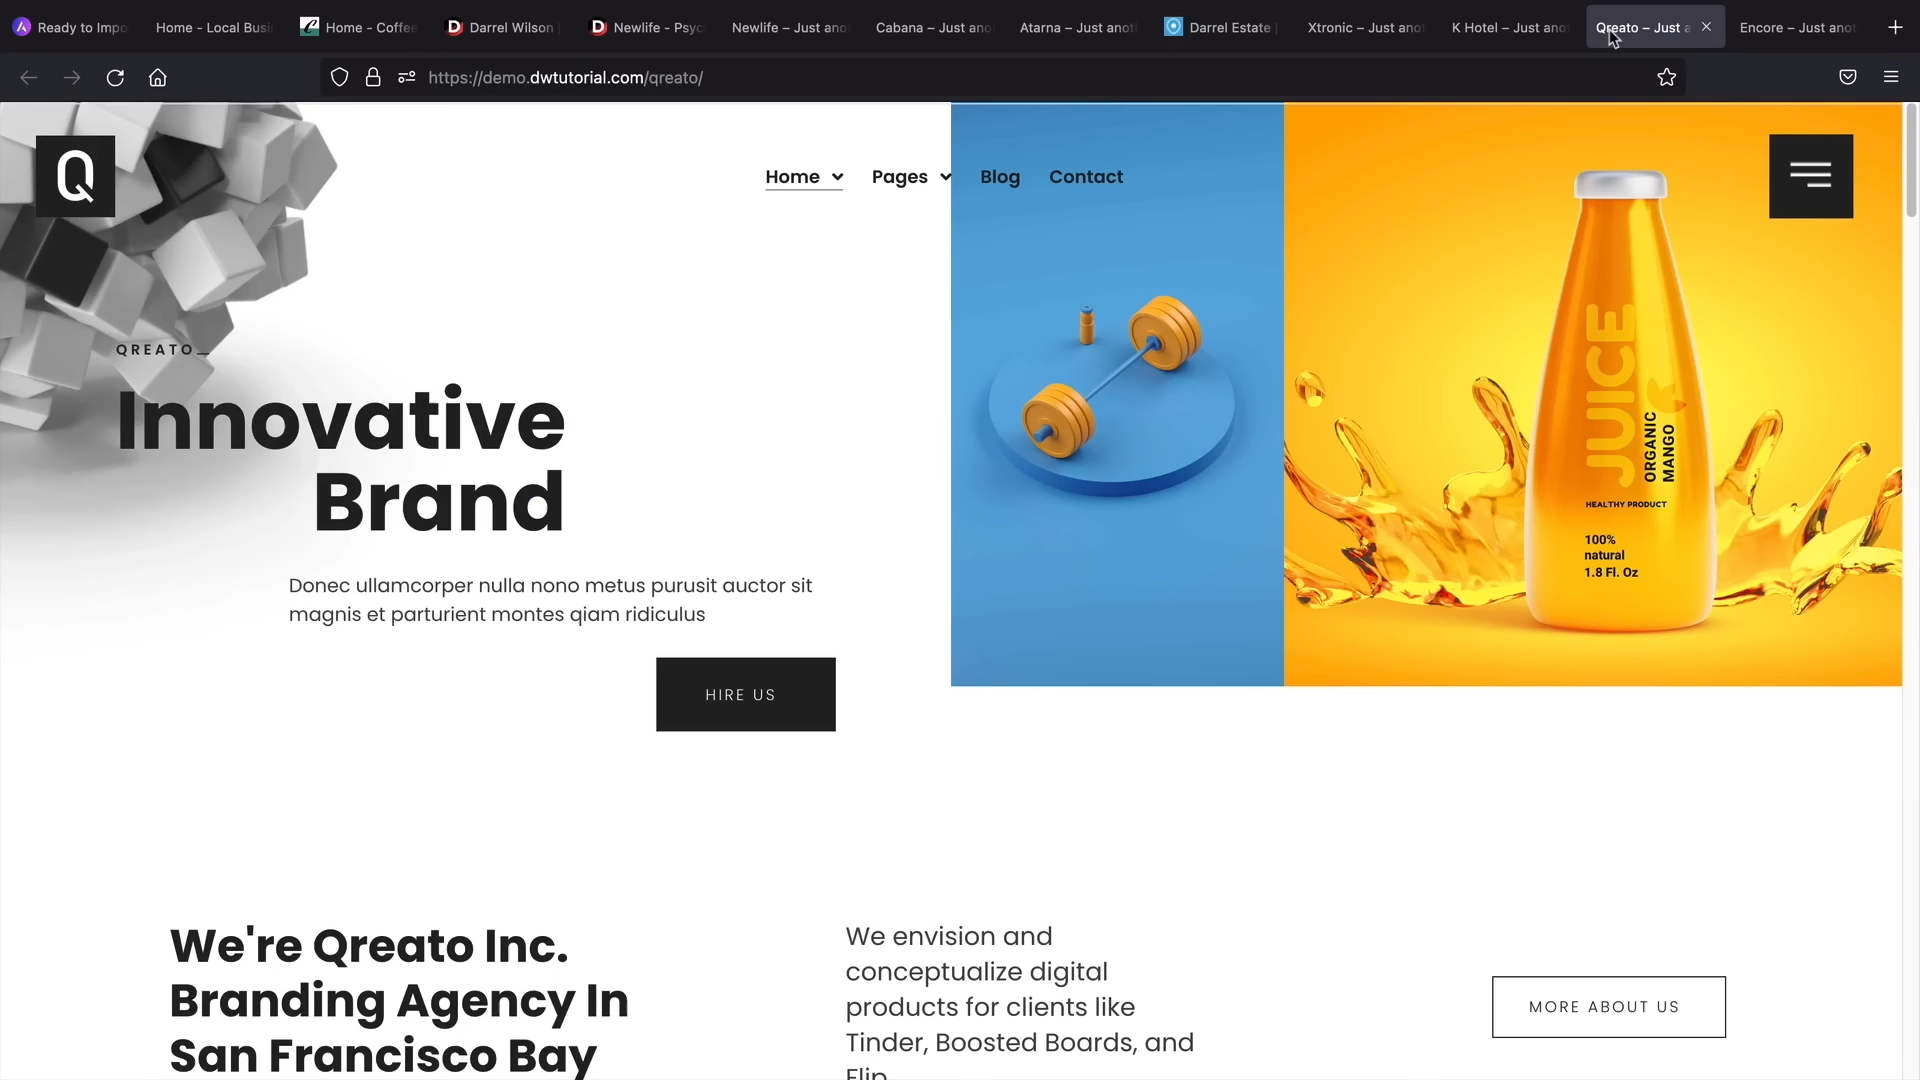 Ready to Impo
Home - Local Busi
Home - Coffee
Darrel Wilson
Newlife - Psyc
Newlife – Just ano
Cabana – Just ano
Atarna – Just anot
Darrel Estate |
Xtronic – Just anot
K Hotel – Just ano
Qreato – Just a
Encore – Just anot
https://demo.dwtutorial.com/qreato/
Q
Home
Pages
Blog
Contact
QREATO_
Innovative
Brand
Donec ullamcorper nulla nono metus purusit auctor sit
magnis et parturient montes qiam ridiculus
HIRE US
JUICE
ORGANIC
MANGO
HEALTHY PRODUCT
100%
natural
1.8 Fl. Oz
We're Qreato Inc.
Branding Agency In
San Francisco Bay
We envision and
conceptualize digital
products for clients like
Tinder, Boosted Boards, and
Flip
MORE ABOUT US